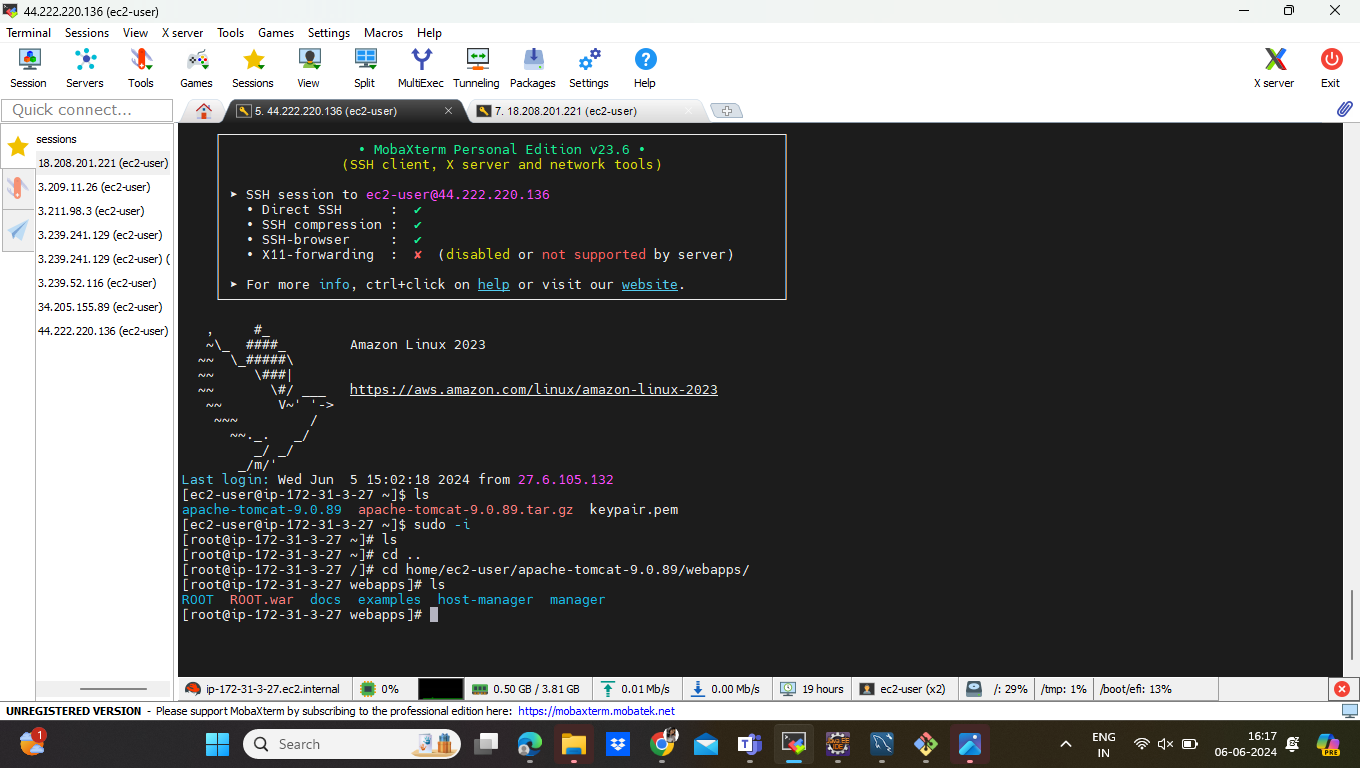 44.222.220.136 (ec2-user)
Terminal Sessions View X server Tools Games Settings Macros Help
Session Servers Tools Games Sessions View Split MultiExec Tunneling Packages Settings Help X server Exit
Quick connect...
5. 44.222.220.136 (ec2-user)
7. 18.208.201.221 (ec2-user)
sessions
18.208.201.221 (ec2-user)
3.209.11.26 (ec2-user)
3.211.98.3 (ec2-user)
3.239.241.129 (ec2-user)
3.239.241.129 (ec2-user) (
3.239.52.116 (ec2-user)
34.205.155.89 (ec2-user)
44.222.220.136 (ec2-user)
• MobaXterm Personal Edition v23.6 •
(SSH client, X server and network tools)
➤ SSH session to ec2-user@44.222.220.136
• Direct SSH      :  ✔
• SSH compression :  ✔
• SSH-browser     :  ✔
• X11-forwarding  :  ✘  (disabled or not supported by server)
➤ For more info, ctrl+click on help or visit our website.
   ,     #_
   ~\_  ####_        Amazon Linux 2023
  ~~  \_#####\
  ~~     \###|
  ~~       \#/ ___   https://aws.amazon.com/linux/amazon-linux-2023
   ~~       V~' '->
    ~~~         /
      ~~._.   _/
         _/ _/
       _/m/'
Last login: Wed Jun  5 15:02:18 2024 from 27.6.105.132
[ec2-user@ip-172-31-3-27 ~]$ ls
apache-tomcat-9.0.89  apache-tomcat-9.0.89.tar.gz  keypair.pem
[ec2-user@ip-172-31-3-27 ~]$ sudo -i
[root@ip-172-31-3-27 ~]# ls
[root@ip-172-31-3-27 ~]# cd ..
[root@ip-172-31-3-27 /]# cd home/ec2-user/apache-tomcat-9.0.89/webapps/
[root@ip-172-31-3-27 webapps]# ls
ROOT  ROOT.war  docs  examples  host-manager  manager
[root@ip-172-31-3-27 webapps]#
ip-172-31-3-27.ec2.internal 0% 0.50 GB / 3.81 GB 0.01 Mb/s 0.00 Mb/s 19 hours ec2-user (x2) /: 29% /tmp: 1% /boot/efi: 13%
UNREGISTERED VERSION - Please support MobaXterm by subscribing to the professional edition here: https://mobaxterm.mobatek.net
1
Search
ENG
IN
16:17
06-06-2024
PRE